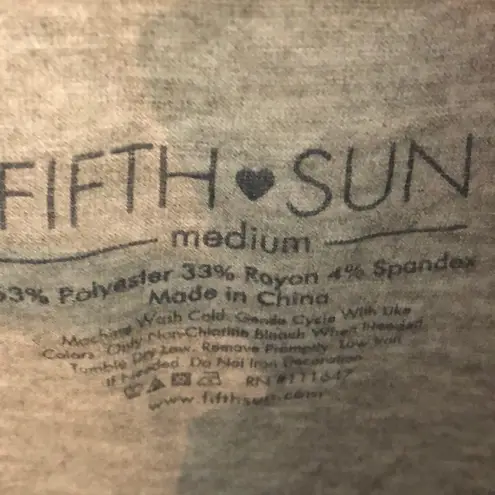 FIFTH ♥ SUN
medium
63% Polyester 33% Rayon 4% Spandex
Made in China
Machine Wash Cold. Gentle Cycle With Like
Colors. Only Non-Chlorine Bleach When Needed.
Tumble Dry Low. Remove Promptly. Low Iron
If Needed. Do Not Iron Decoration
RN #111647
www.fifthsun.com